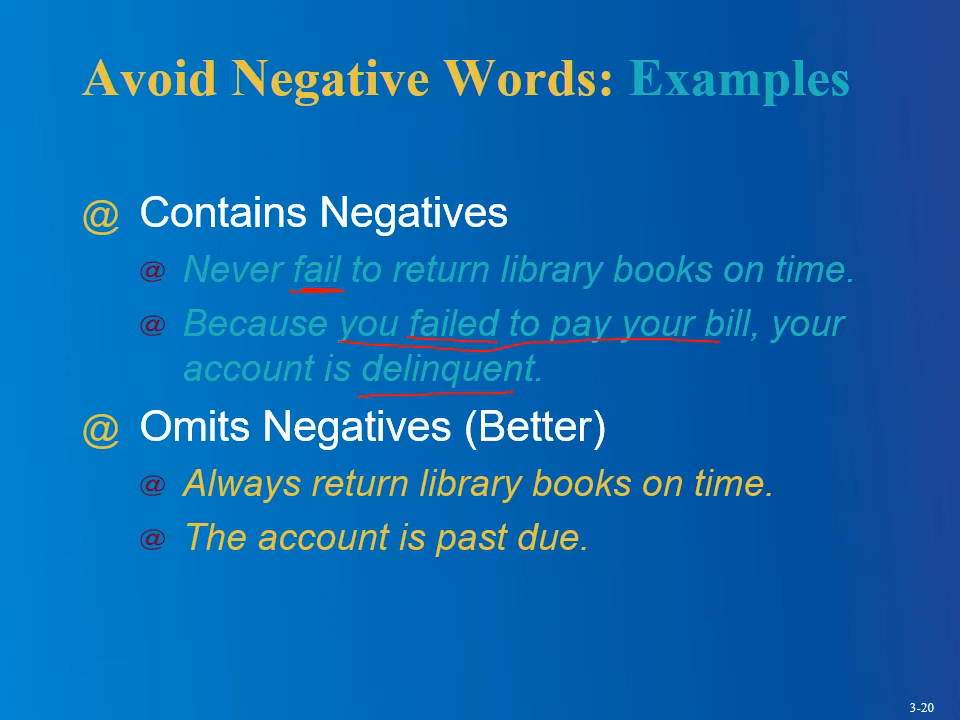 Avoid Negative Words: Examples
@ Contains Negatives
@ Never fail to return library books on time.
@ Because you failed to pay your bill, your
account is delinquent.
@ Omits Negatives (Better)
@ Always return library books on time.
@ The account is past due.
3-20